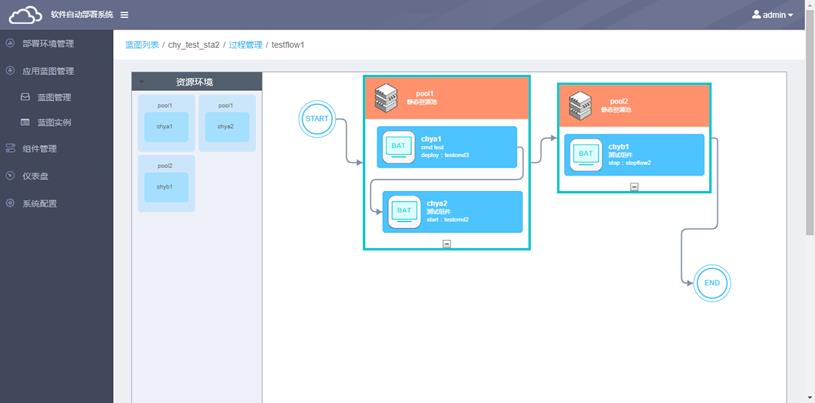 软件自动部署系统
admin
部署环境管理
应用蓝图管理
蓝图管理
蓝图实例
组件管理
仪表盘
系统配置
蓝图列表 / chy_test_sta2 / 过程管理 / testflow1
资源环境
pool1
chya1
pool1
chya2
pool2
chyb1
START
pool1
静态资源池
BAT
chya1
cmd test
deploy：testcmd3
BAT
chya2
测试组件
start：testcmd2
pool2
静态资源池
BAT
chyb1
测试组件
stop：stopflow2
END